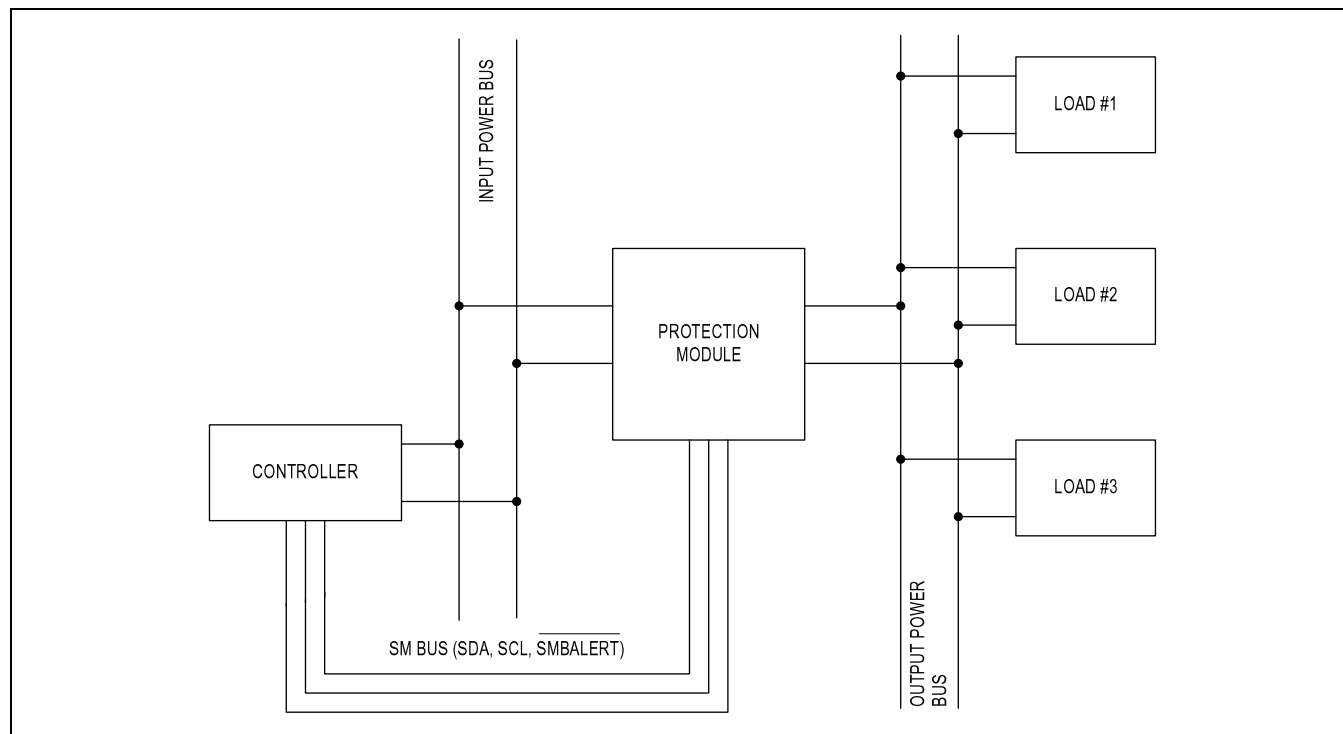 INPUT POWER BUS
LOAD #1
LOAD #2
PROTECTION
MODULE
CONTROLLER
LOAD #3
SM BUS (SDA, SCL, SMBALERT)
OUTPUT POWER
BUS